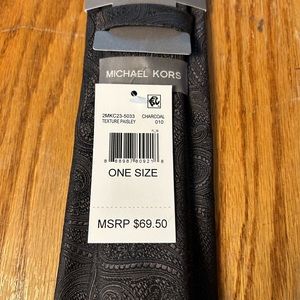 MICHAEL KORS
2MKC23-5033 CHARCOAL
TEXTURE PAISLEY 010
ONE SIZE
MSRP $69.50